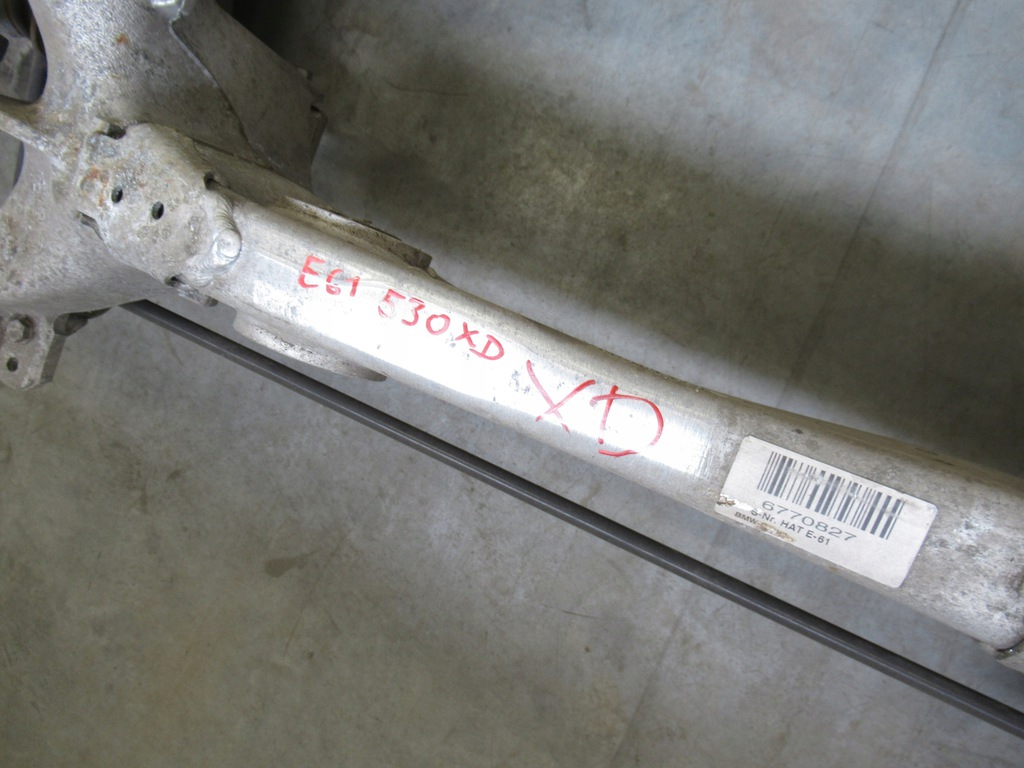 E61 530XD
XD
6770827
S-Nr. HAT E-61
BMW